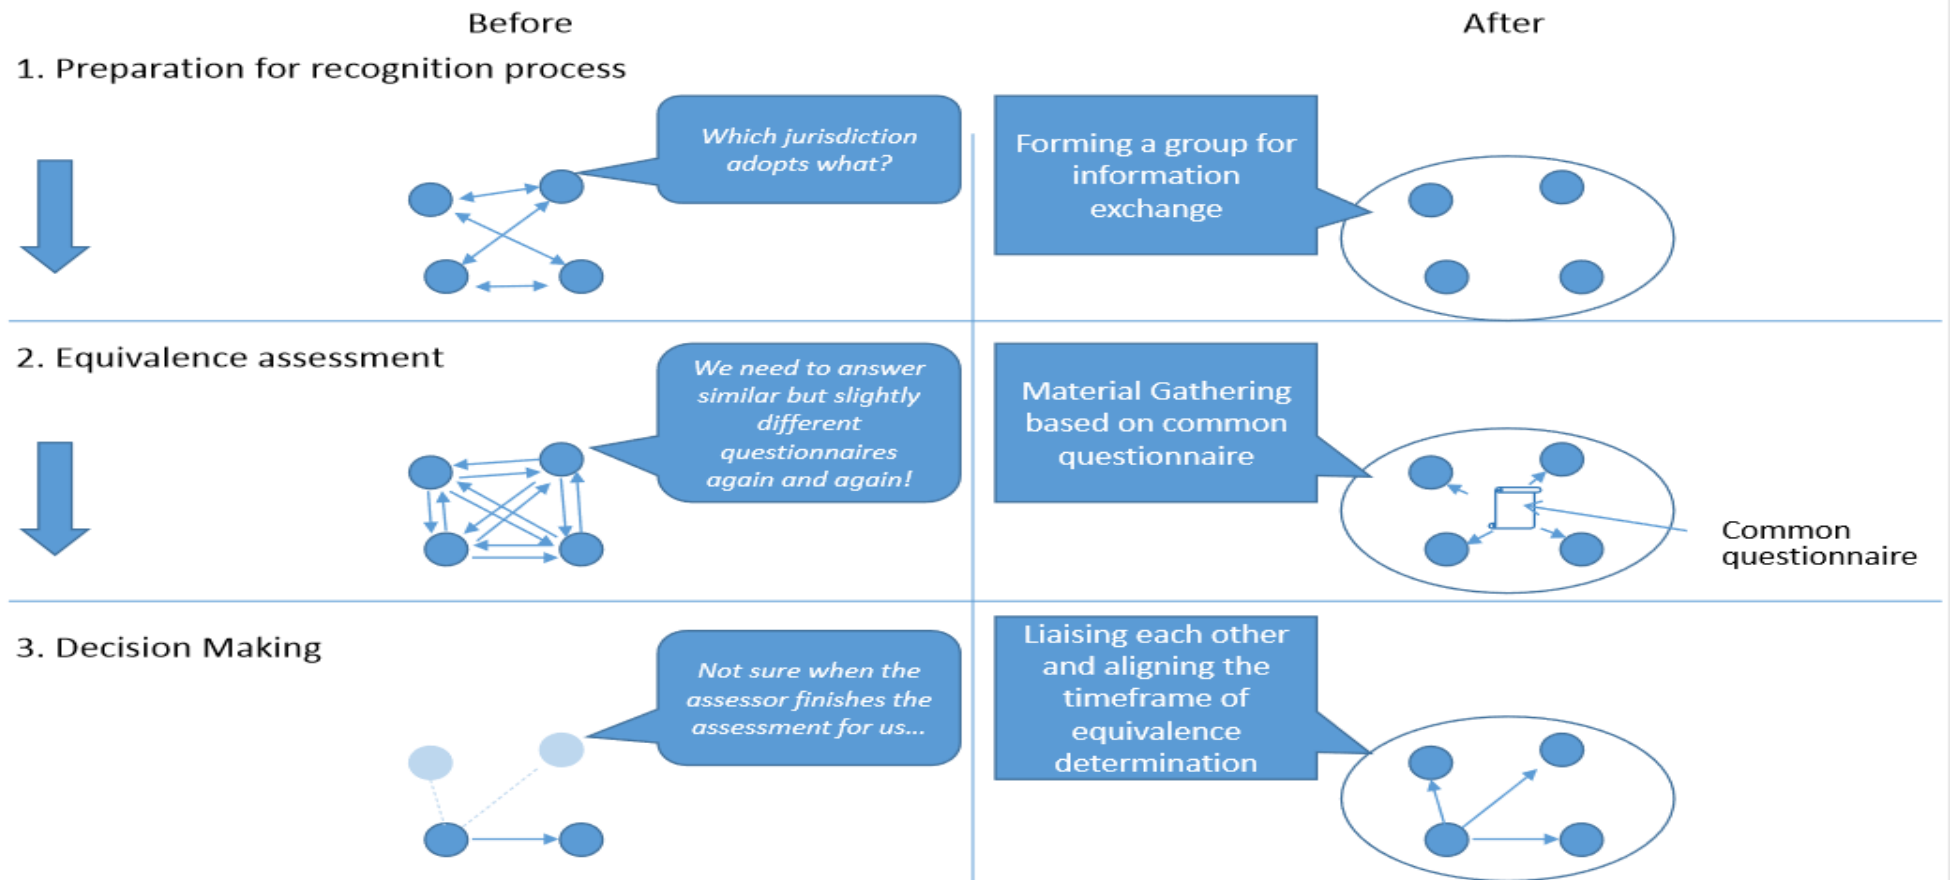 Before
After
1. Preparation for recognition process
Which jurisdiction
adopts what?
Forming a group for
information
exchange
2. Equivalence assessment
We need to answer
similar but slightly
different
questionnaires
again and again!
Material Gathering
based on common
questionnaire
Common
questionnaire
3. Decision Making
Not sure when the
assessor finishes the
assessment for us...
Liaising each other
and aligning the
timeframe of
equivalence
determination